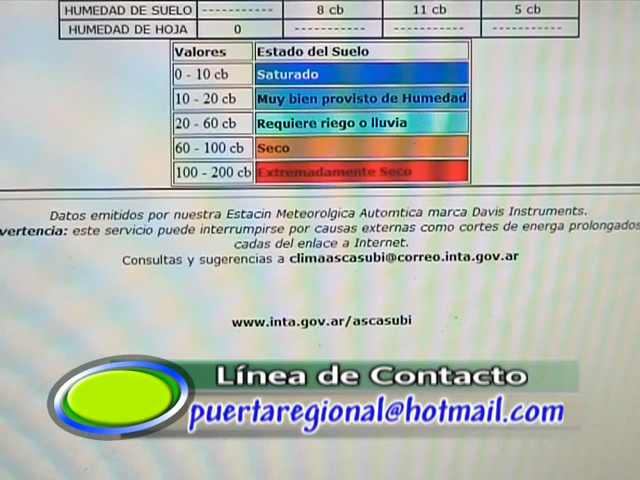 HUMEDAD DE SUELO ----------- 8 cb 11 cb 5 cb
HUMEDAD DE HOJA 0 ----------- ----------- -----------
Valores Estado del Suelo
0 - 10 cb Saturado
10 - 20 cb Muy bien provisto de Humedad
20 - 60 cb Requiere riego o lluvia
60 - 100 cb Seco
100 - 200 cb Extremadamente Seco
Datos emitidos por nuestra Estacin Meteorolgica Automtica marca Davis Instruments.
vertencia: este servicio puede interrumpirse por causas externas como cortes de energa prolongados
cadas del enlace a Internet.
Consultas y sugerencias a climaascasubi@correo.inta.gov.ar
www.inta.gov.ar/ascasubi
Línea de Contacto
puertaregional@hotmail.com